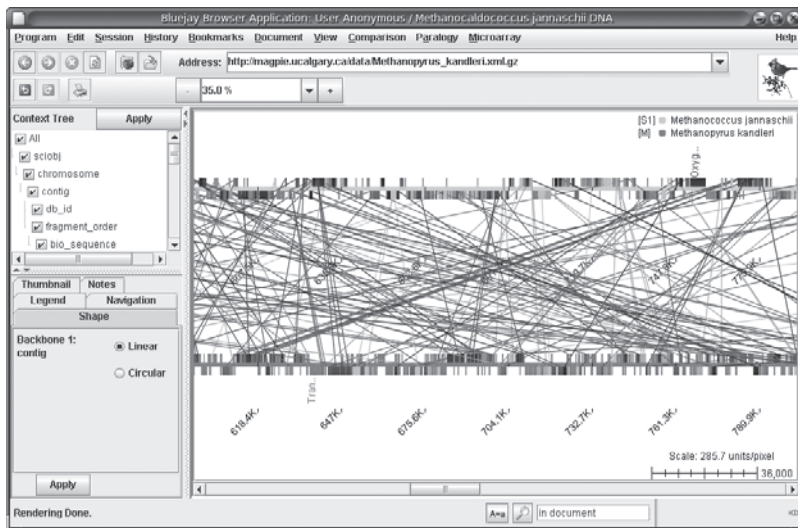 Bluejay Browser Application: User Anonymous / Methanocaldococcus jannaschii DNA
Program Edit Session History Bookmarks Document View Comparison Paralogy Microarray Help
Address: http://magpie.ucalgary.ca/data/Methanopyrus_kandleri.xml.gz
- 35.0 % +
Context Tree Apply
All
sciobj
chromosome
contig
db_id
fragment_order
bio_sequence
Thumbnail Notes
Legend Navigation
Shape
Backbone 1:
contig
Linear
Circular
Apply
[S1] Methanococcus jannaschii
[M] Methanopyrus kandleri
Oxyg...
Tran...
618.4K 647K 675.6K 704.1K 732.7K 761.3K 789.9K
Scale: 285.7 units/pixel
36,000
Rendering Done.
A=a in document